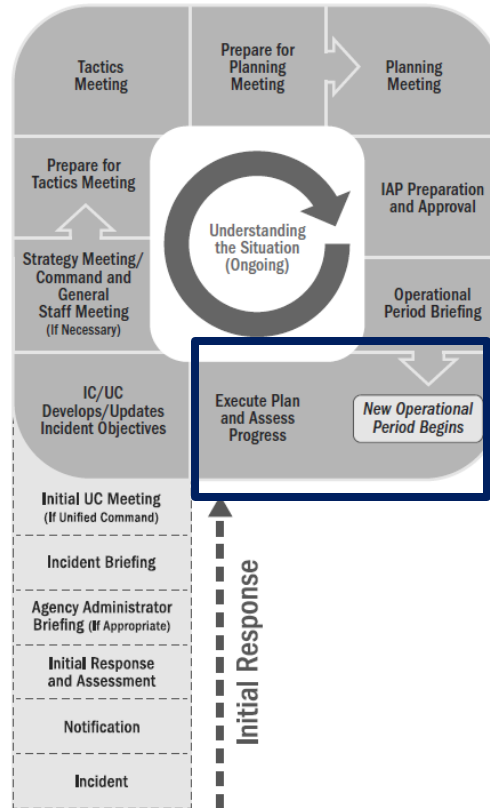 Tactics
Meeting
Prepare for
Planning
Meeting
Planning
Meeting
Prepare for
Tactics Meeting
Understanding
the Situation
(Ongoing)
IAP Preparation
and Approval
Strategy Meeting/
Command and
General
Staff Meeting
(If Necessary)
Operational
Period Briefing
IC/UC
Develops/Updates
Incident Objectives
Execute Plan
and Assess
Progress
New Operational
Period Begins
Initial UC Meeting
(If Unified Command)
Incident Briefing
Agency Administrator
Briefing (If Appropriate)
Initial Response
and Assessment
Notification
Incident
Initial Response